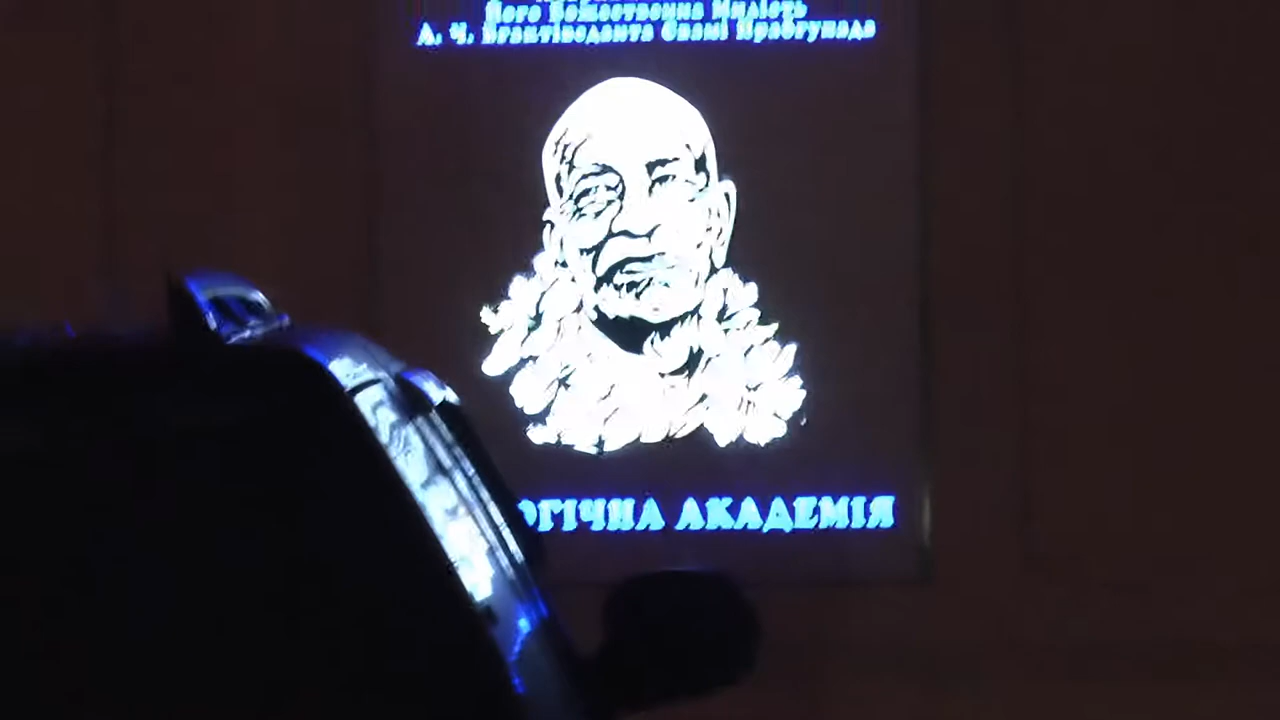 Його Божественна Милість
А. Ч. Бгактіведанта Свамі Прабгупада
ОГІЧНА АКАДЕМІЯ